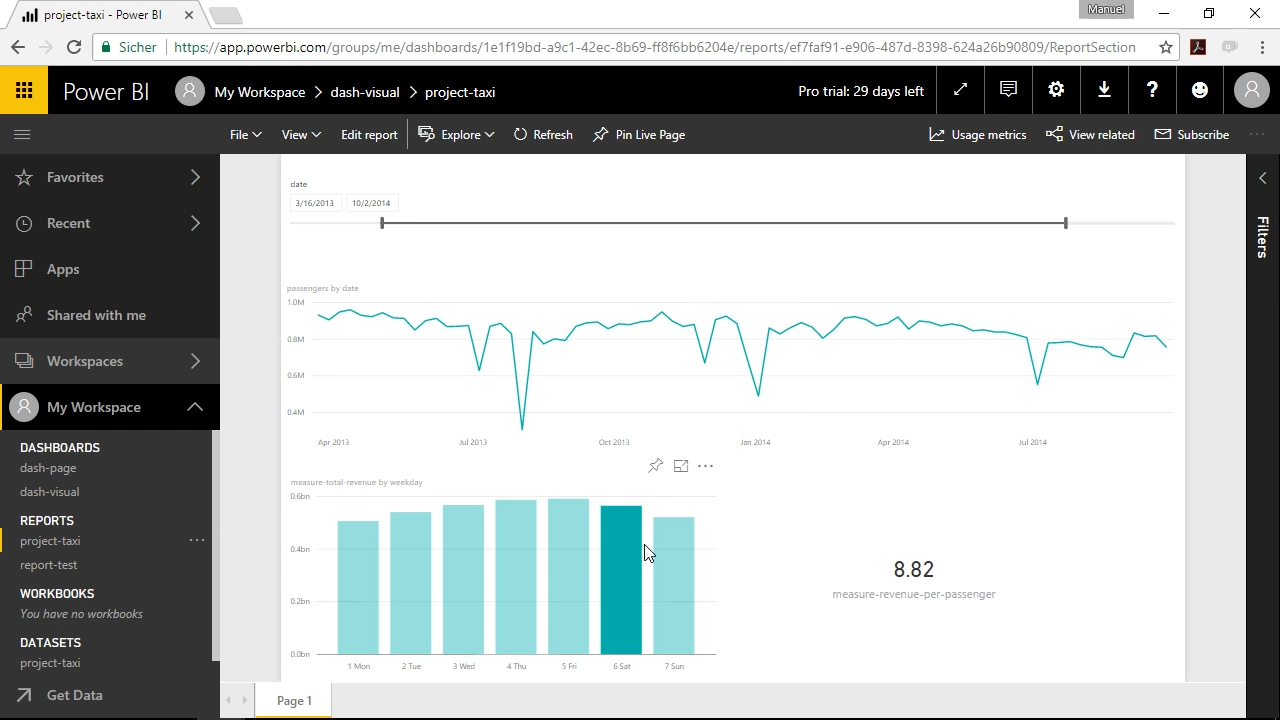 project-taxi - Power BI
Manuel
Sicher
https://app.powerbi.com/groups/me/dashboards/1e1f19bd-a9c1-42ec-8b69-ff8f6bb6204e/reports/ef7faf91-e906-487d-8398-624a26b90809/ReportSection
Power BI
My Workspace > dash-visual > project-taxi
Pro trial: 29 days left
File
View
Edit report
Explore
Refresh
Pin Live Page
Usage metrics
View related
Subscribe
Favorites
Recent
Apps
Shared with me
Workspaces
My Workspace
DASHBOARDS
dash-page
dash-visual
REPORTS
project-taxi
report-test
WORKBOOKS
You have no workbooks
DATASETS
project-taxi
Get Data
date
3/16/2013 10/2/2014
passengers by date
1.0M
0.8M
0.6M
0.4M
Apr 2013 Jul 2013 Oct 2013 Jan 2014 Apr 2014 Jul 2014
measure-total-revenue by weekday
0.6bn
0.4bn
0.2bn
0.0bn
1 Mon 2 Tue 3 Wed 4 Thu 5 Fri 6 Sat 7 Sun
8.82
measure-revenue-per-passenger
Filters
Page 1